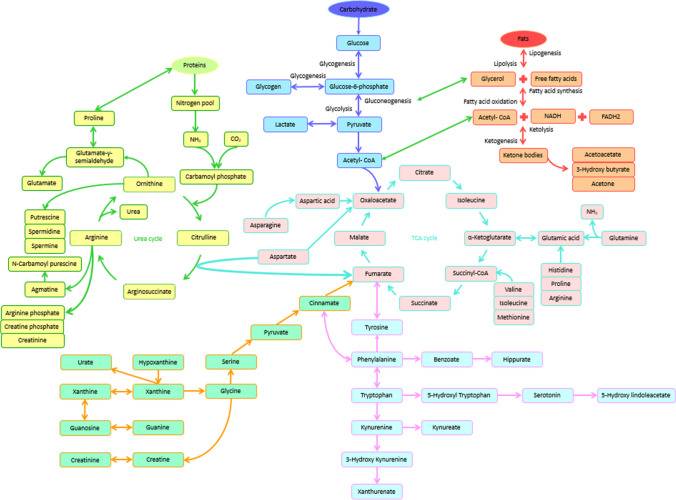 Carbohydrate
Glucose
Glycogenesis
Glycogenesis
Glycogen
Glucose-6-phosphate
Gluconeogenesis
Glycolysis
Lactate
Pyruvate
Acetyl- CoA
Fats
Lipogenesis
Lipolysis
Glycerol
Free fatty acids
Fatty acid synthesis
Fatty acid oxidation
Acetyl- CoA
NADH
FADH2
Ketolysis
Ketogenesis
Ketone bodies
Acetoacetate
3-Hydroxy butyrate
Acetone
Proteins
Nitrogen pool
Proline
NH₃
CO₂
Glutamate-γ-
semialdehyde
Glutamate
Ornithine
Carbamoyl phosphate
Putrescine
Spermidine
Spermine
Urea
Arginine
Urea cycle
Citrulline
N-Carbamoyl purescine
Agmatine
Arginosuccinate
Arginine phosphate
Creatine phosphate
Creatinine
Citrate
Aspartic acid
Oxaloacetate
Isoleucine
Asparagine
NH₃
Malate
TCA cycle
α-Ketoglutarate
Glutamic acid
Glutamine
Aspartate
Fumarate
Succinyl-CoA
Histidine
Proline
Arginine
Valine
Isoleucine
Methionine
Succinate
Cinnamate
Pyruvate
Tyrosine
Urate
Hypoxanthine
Serine
Phenylalanine
Benzoate
Hippurate
Xanthine
Xanthine
Glycine
Tryptophan
5-Hydroxyl Tryptophan
Serotonin
5-Hydroxy lindoleacetate
Guanosine
Guanine
Kynurenine
Kynureate
Creatinine
Creatine
3-Hydroxy Kynurenine
Xanthurenate